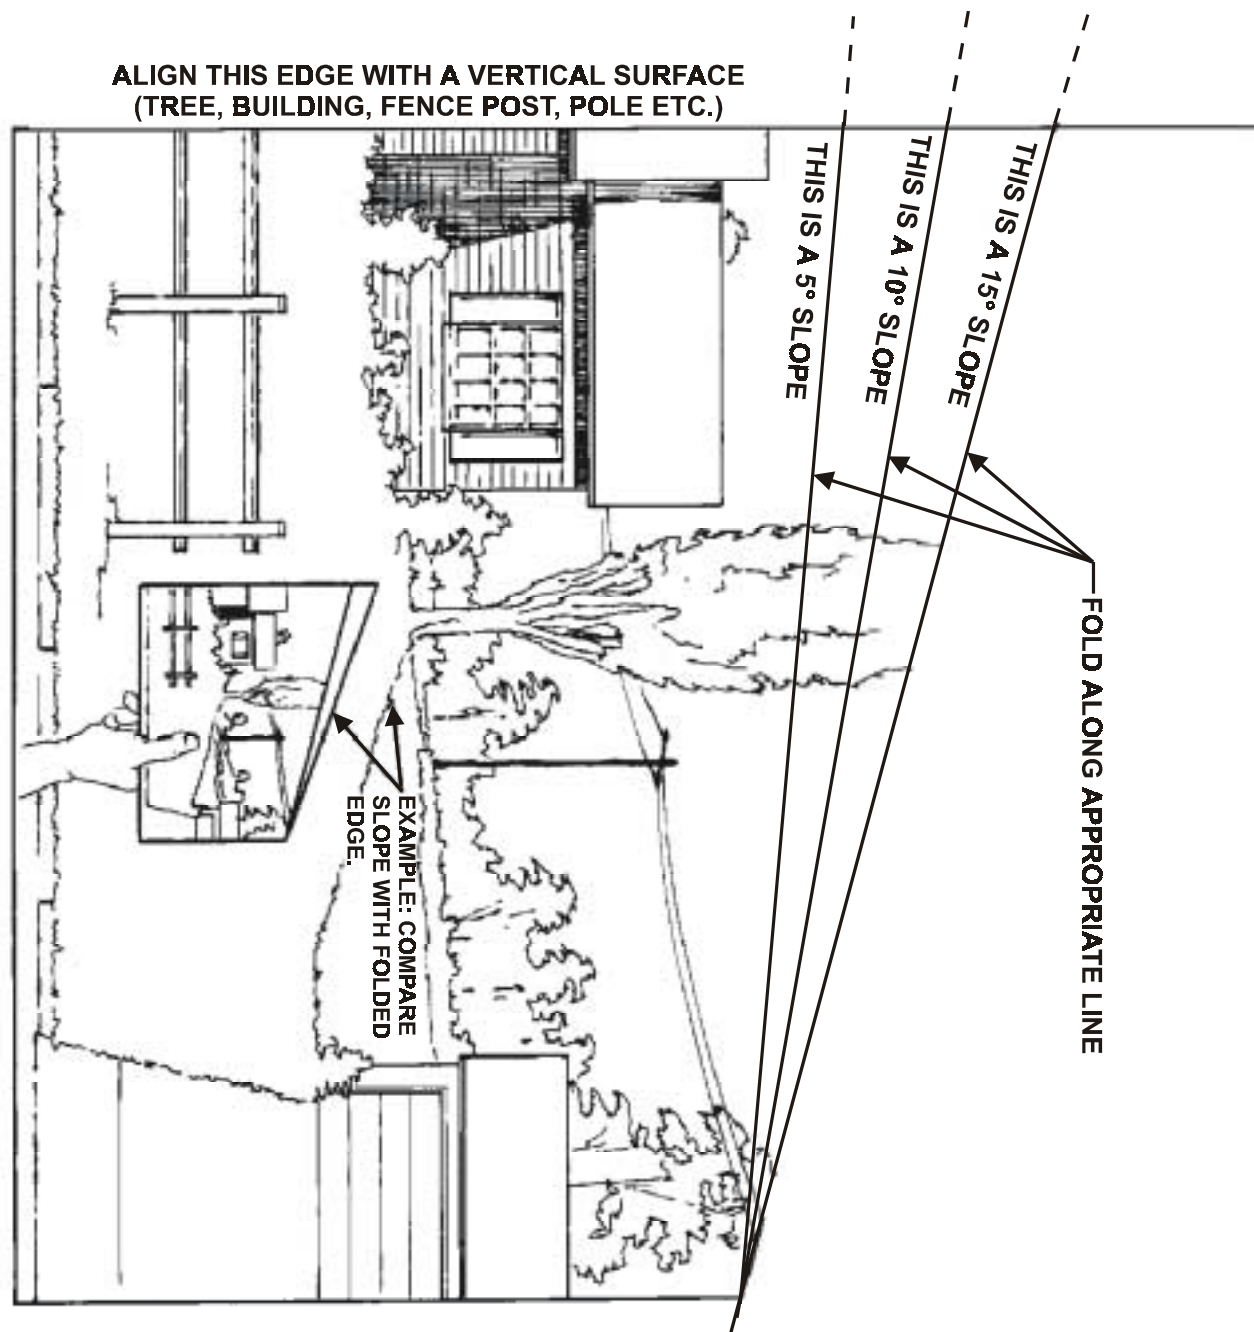 ALIGN THIS EDGE WITH A VERTICAL SURFACE
(TREE, BUILDING, FENCE POST, POLE ETC.)
THIS IS A 5° SLOPE
THIS IS A 10° SLOPE
THIS IS A 15° SLOPE
FOLD ALONG APPROPRIATE LINE
EXAMPLE: COMPARE
SLOPE WITH FOLDED
EDGE.